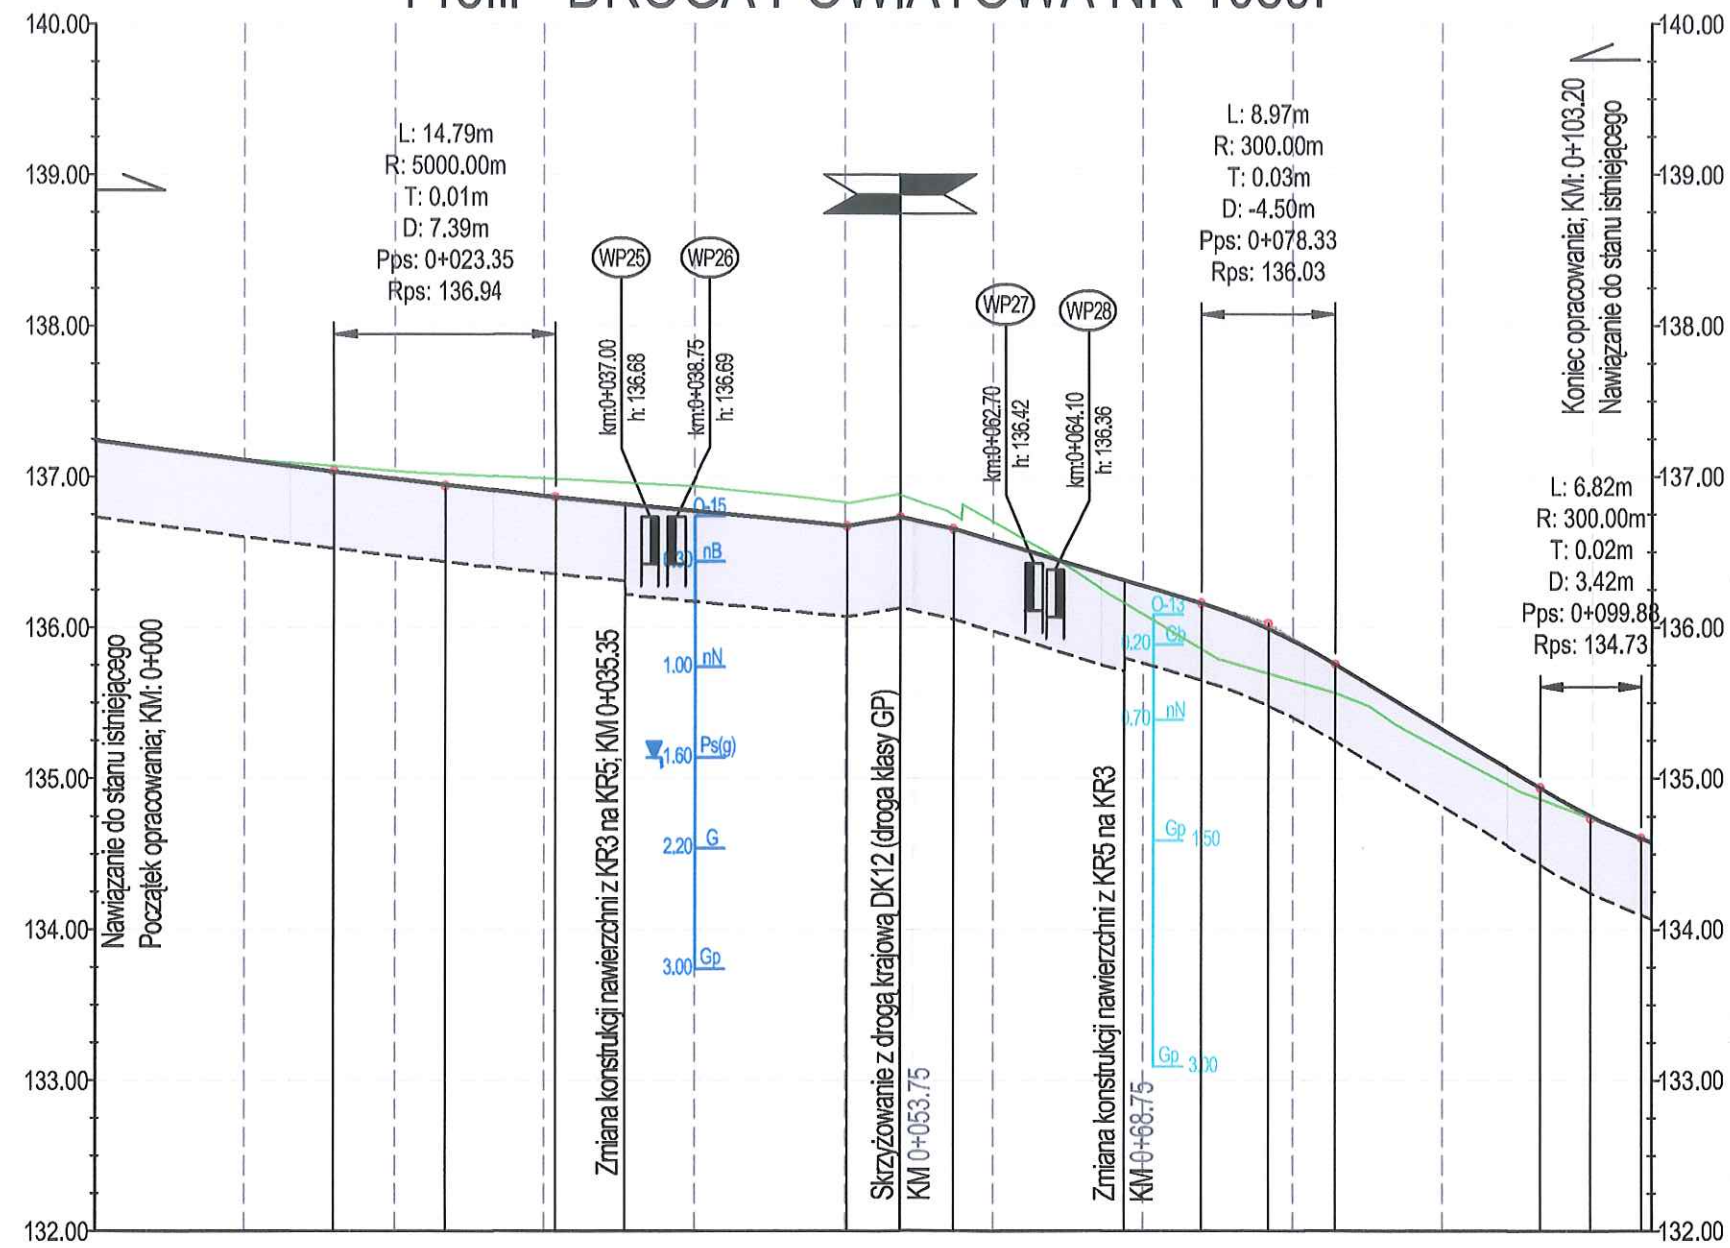 DROGA POWIATOWA NR
140.00
139.00
138.00
137.00
136.00
135.00
134.00
133.00
132.00
Nawiązanie do stanu istniejącego
Początek opracowania; KM: 0+000
L: 14.79m
R: 5000.00m
T: 0.01m
D: 7.39m
Pps: 0+023.35
Rps: 136.94
WP25
km:0+037.00
h: 136.68
WP26
km:0+038.75
h: 136.69
Zmiana konstrukcji nawierzchni z KR3 na KR5; KM 0+035.35
O-15
0.30 nB
1.00 nN
1.60 Ps(g)
2.20 G
3.00 Gp
Skrzyżowanie z drogą krajową DK12 (droga klasy GP)
KM 0+053.75
WP27
km:0+062.70
h: 136.42
WP28
km:0+064.10
h: 136.36
Zmiana konstrukcji nawierzchni z KR5 na KR3
KM 0+68.75
O-13
0.20 Gb
0.70 nN
Gp 1.50
Gp 3.00
L: 8.97m
R: 300.00m
T: 0.03m
D: -4.50m
Pps: 0+078.33
Rps: 136.03
Koniec opracowania; KM: 0+103.20
Nawiązanie do stanu istniejącego
L: 6.82m
R: 300.00m
T: 0.02m
D: 3.42m
Pps: 0+099.88
Rps: 134.73
140.00
139.00
138.00
137.00
136.00
135.00
134.00
133.00
132.00